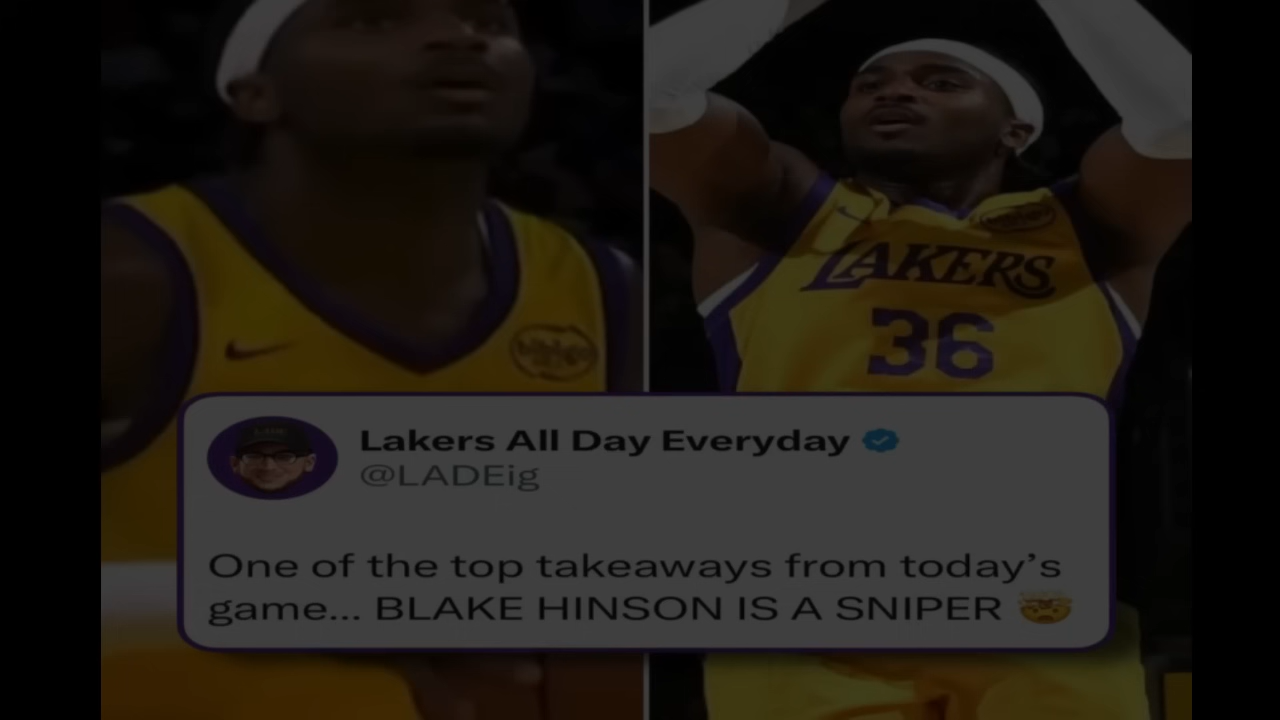 LAKERS
36
Lakers All Day Everyday
@LADEig
One of the top takeaways from today’s
game... BLAKE HINSON IS A SNIPER 🤯